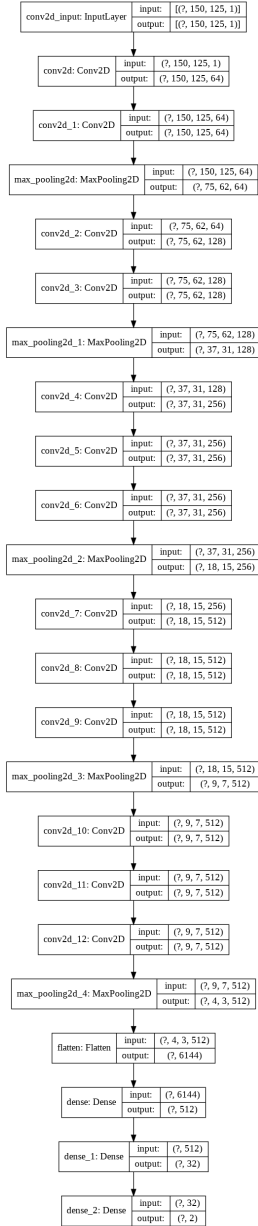 conv2d_input: InputLayer
input: [(?, 150, 125, 1)]
output: [(?, 150, 125, 1)]
conv2d: Conv2D
input: (?, 150, 125, 1)
output: (?, 150, 125, 64)
conv2d_1: Conv2D
input: (?, 150, 125, 64)
output: (?, 150, 125, 64)
max_pooling2d: MaxPooling2D
input: (?, 150, 125, 64)
output: (?, 75, 62, 64)
conv2d_2: Conv2D
input: (?, 75, 62, 64)
output: (?, 75, 62, 128)
conv2d_3: Conv2D
input: (?, 75, 62, 128)
output: (?, 75, 62, 128)
max_pooling2d_1: MaxPooling2D
input: (?, 75, 62, 128)
output: (?, 37, 31, 128)
conv2d_4: Conv2D
input: (?, 37, 31, 128)
output: (?, 37, 31, 256)
conv2d_5: Conv2D
input: (?, 37, 31, 256)
output: (?, 37, 31, 256)
conv2d_6: Conv2D
input: (?, 37, 31, 256)
output: (?, 37, 31, 256)
max_pooling2d_2: MaxPooling2D
input: (?, 37, 31, 256)
output: (?, 18, 15, 256)
conv2d_7: Conv2D
input: (?, 18, 15, 256)
output: (?, 18, 15, 512)
conv2d_8: Conv2D
input: (?, 18, 15, 512)
output: (?, 18, 15, 512)
conv2d_9: Conv2D
input: (?, 18, 15, 512)
output: (?, 18, 15, 512)
max_pooling2d_3: MaxPooling2D
input: (?, 18, 15, 512)
output: (?, 9, 7, 512)
conv2d_10: Conv2D
input: (?, 9, 7, 512)
output: (?, 9, 7, 512)
conv2d_11: Conv2D
input: (?, 9, 7, 512)
output: (?, 9, 7, 512)
conv2d_12: Conv2D
input: (?, 9, 7, 512)
output: (?, 9, 7, 512)
max_pooling2d_4: MaxPooling2D
input: (?, 9, 7, 512)
output: (?, 4, 3, 512)
flatten: Flatten
input: (?, 4, 3, 512)
output: (?, 6144)
dense: Dense
input: (?, 6144)
output: (?, 512)
dense_1: Dense
input: (?, 512)
output: (?, 32)
dense_2: Dense
input: (?, 32)
output: (?, 2)